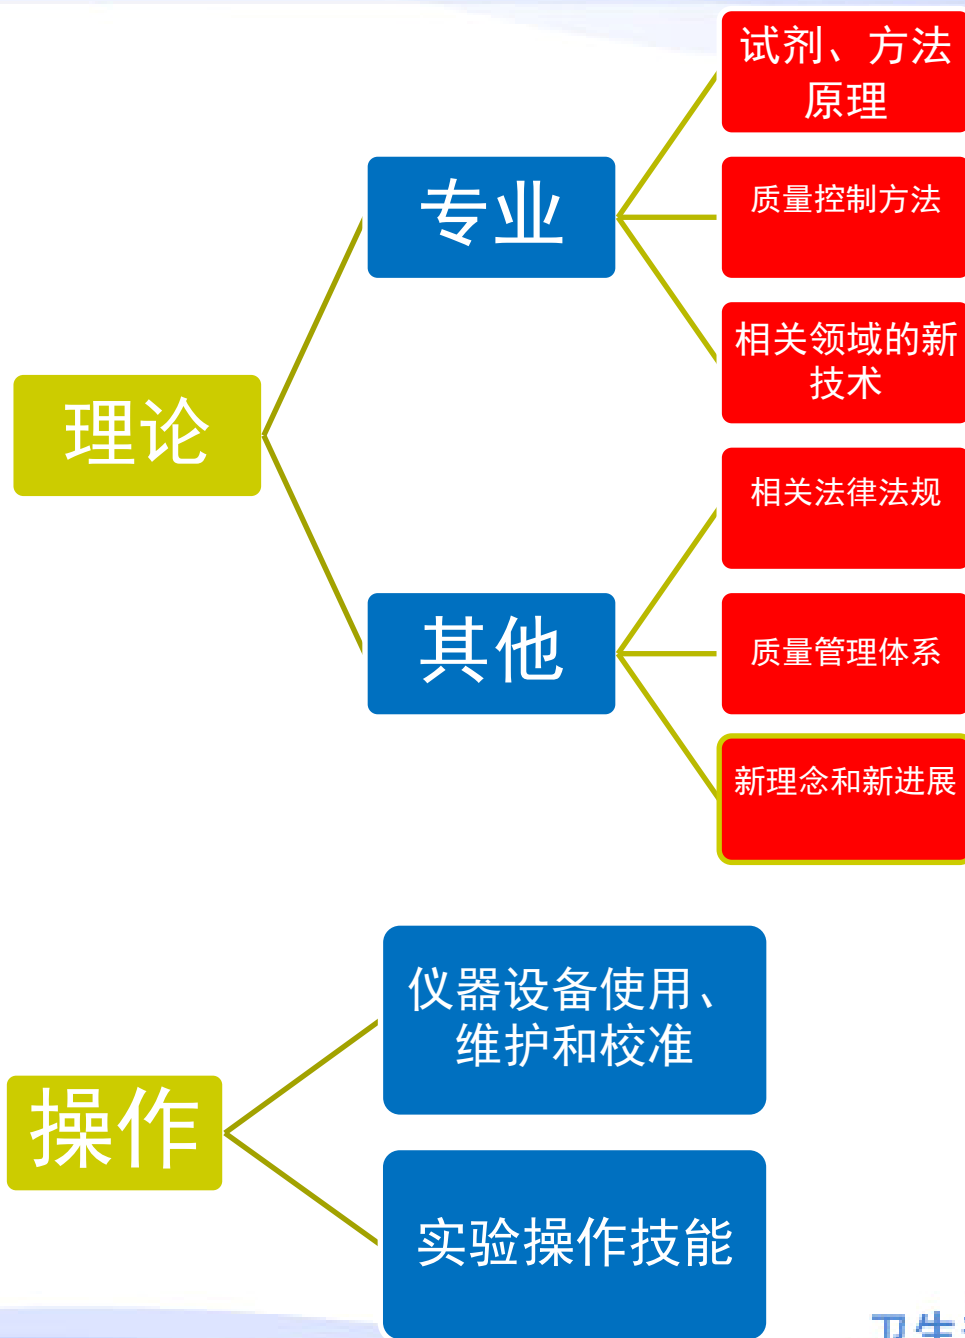 试剂、方法
原理
专业
质量控制方法
相关领域的新
技术
理论
相关法律法规
其他
质量管理体系
新理念和新进展
仪器设备使用、
维护和校准
操作
实验操作技能
卫生